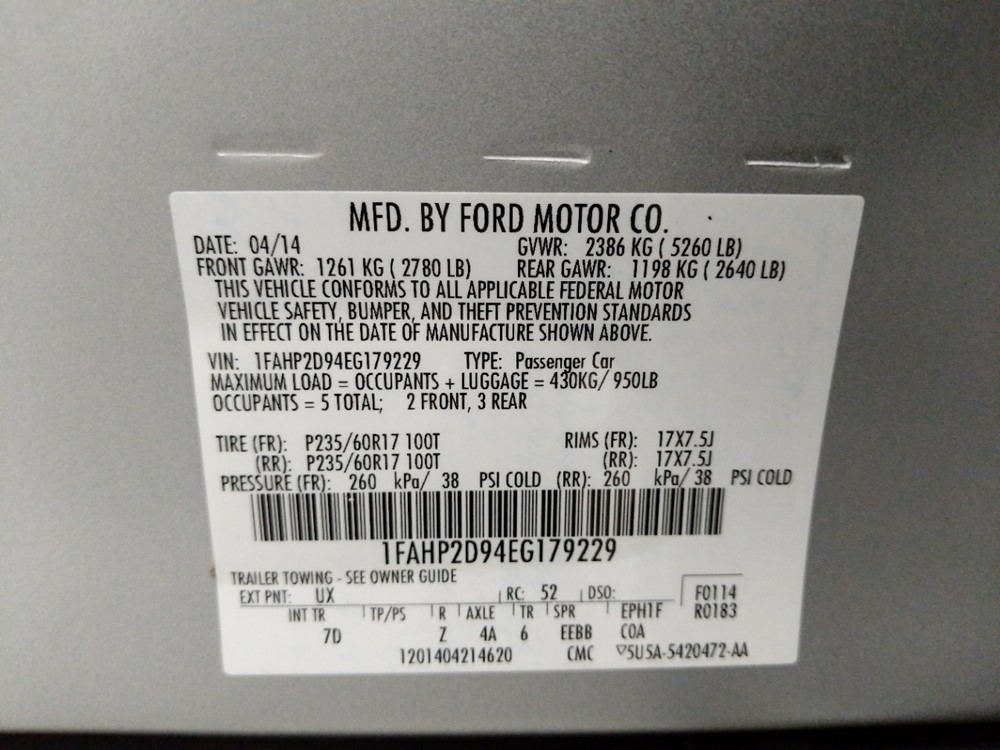 MFD. BY FORD MOTOR CO.
DATE: 04/14 GVWR: 2386 KG ( 5260 LB)
FRONT GAWR: 1261 KG ( 2780 LB) REAR GAWR: 1198 KG ( 2640 LB)
THIS VEHICLE CONFORMS TO ALL APPLICABLE FEDERAL MOTOR
VEHICLE SAFETY, BUMPER, AND THEFT PREVENTION STANDARDS
IN EFFECT ON THE DATE OF MANUFACTURE SHOWN ABOVE.
VIN: 1FAHP2D94EG179229 TYPE: Passenger Car
MAXIMUM LOAD = OCCUPANTS + LUGGAGE = 430KG/ 950LB
OCCUPANTS = 5 TOTAL; 2 FRONT, 3 REAR
TIRE (FR): P235/60R17 100T RIMS (FR): 17X7.5J
(RR): P235/60R17 100T (RR): 17X7.5J
PRESSURE (FR): 260 kPa/ 38 PSI COLD (RR): 260 kPa/ 38 PSI COLD
1FAHP2D94EG179229
TRAILER TOWING - SEE OWNER GUIDE
EXT PNT: UX RC: 52 DSO: F0114
INT TR TP/PS R AXLE TR SPR EPH1F R0183
7D Z 4A 6 EEBB COA
1201404214620 CMC ▽5U5A-5420472-AA